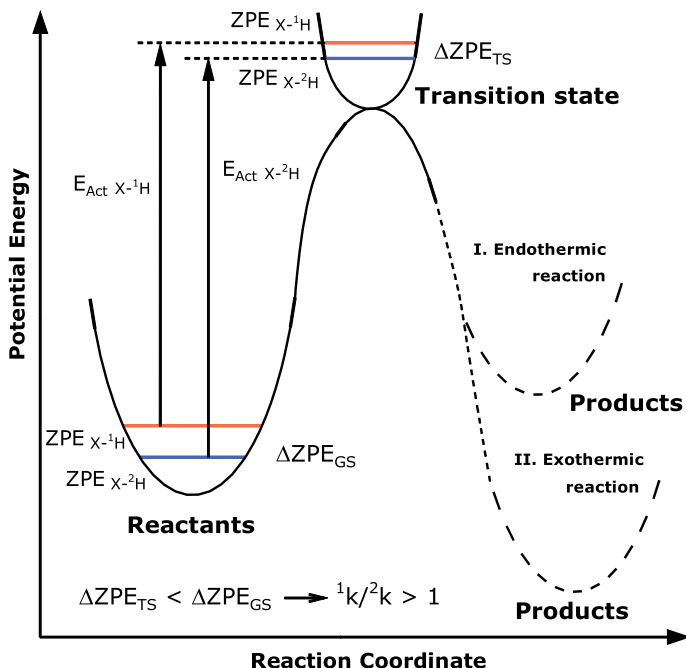 ZPE X-¹H
ΔZPE_TS
ZPE X-²H
Transition state
E_Act X-¹H
E_Act X-²H
I. Endothermic
reaction
Products
ZPE X-¹H
ΔZPE_GS
ZPE X-²H
II. Exothermic
reaction
Reactants
ΔZPE_TS < ΔZPE_GS → ¹k/²k > 1
Products
Potential Energy
Reaction Coordinate